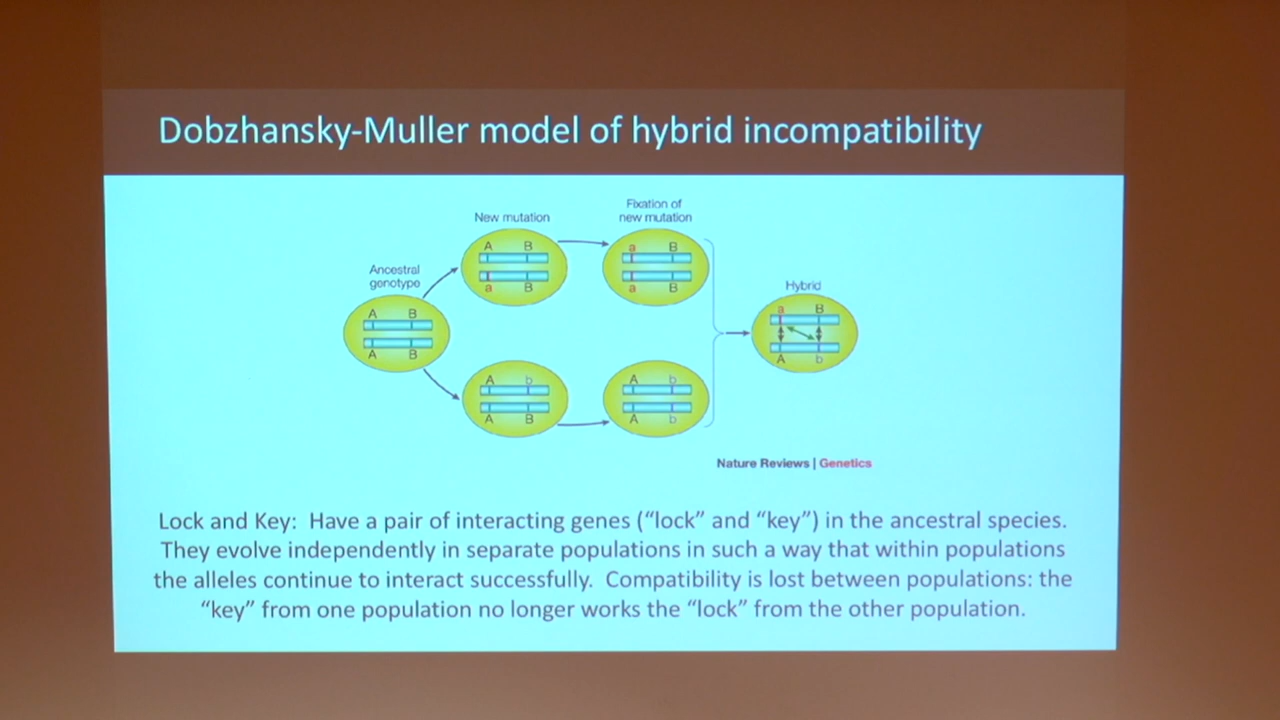 Dobzhansky-Muller model of hybrid incompatibility
New mutation
Fixation of
new mutation
Ancestral
genotype
Hybrid
A B
a B
a B
a B
A B
A B
a B
A b
A b
A B
A b
A b
Nature Reviews | Genetics
Lock and Key: Have a pair of interacting genes (“lock” and “key”) in the ancestral species.
They evolve independently in separate populations in such a way that within populations
the alleles continue to interact successfully. Compatibility is lost between populations: the
“key” from one population no longer works the “lock” from the other population.